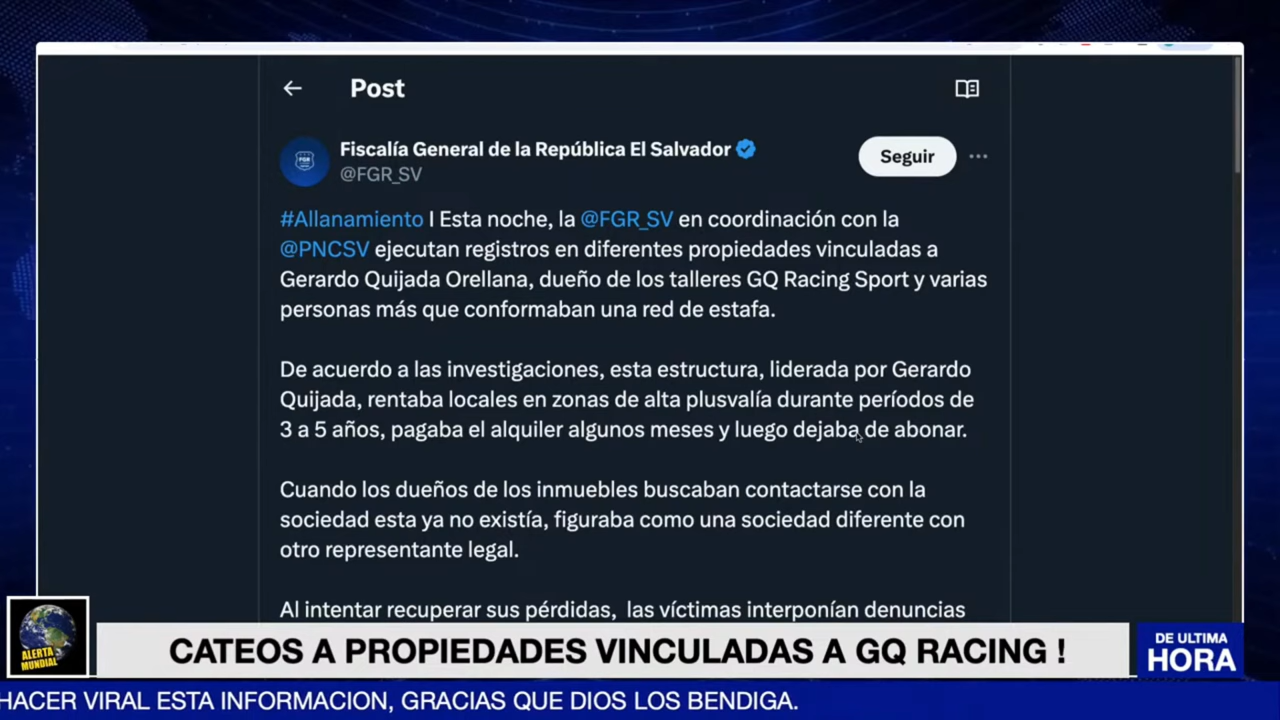 Post
Fiscalía General de la República El Salvador
@FGR_SV
Seguir
#Allanamiento I Esta noche, la @FGR_SV en coordinación con la
@PNCSV ejecutan registros en diferentes propiedades vinculadas a
Gerardo Quijada Orellana, dueño de los talleres GQ Racing Sport y varias
personas más que conformaban una red de estafa.
De acuerdo a las investigaciones, esta estructura, liderada por Gerardo
Quijada, rentaba locales en zonas de alta plusvalía durante períodos de
3 a 5 años, pagaba el alquiler algunos meses y luego dejaba de abonar.
Cuando los dueños de los inmuebles buscaban contactarse con la
sociedad esta ya no existía, figuraba como una sociedad diferente con
otro representante legal.
Al intentar recuperar sus pérdidas, las víctimas interponían denuncias
ALERTA
MUNDIAL
CATEOS A PROPIEDADES VINCULADAS A GQ RACING !
DE ULTIMA
HORA
HACER VIRAL ESTA INFORMACION, GRACIAS QUE DIOS LOS BENDIGA.